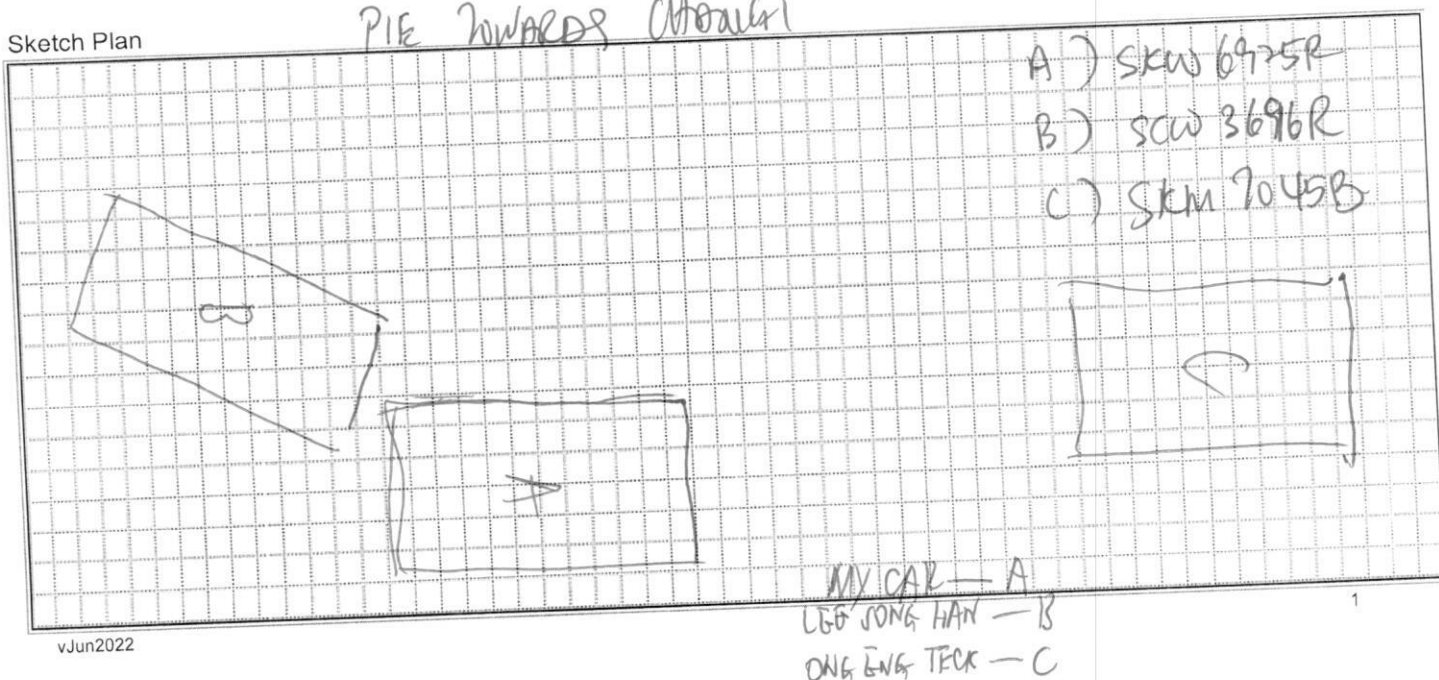 PIE TOWARDS CHANGI
Sketch Plan
A) SKW 6925R
B) SCW 3696R
C) SKM 7045B
B
A
C
MY CAR — A
LEE SONG HAN — B
ONG ENG TECK — C
1
vJun2022